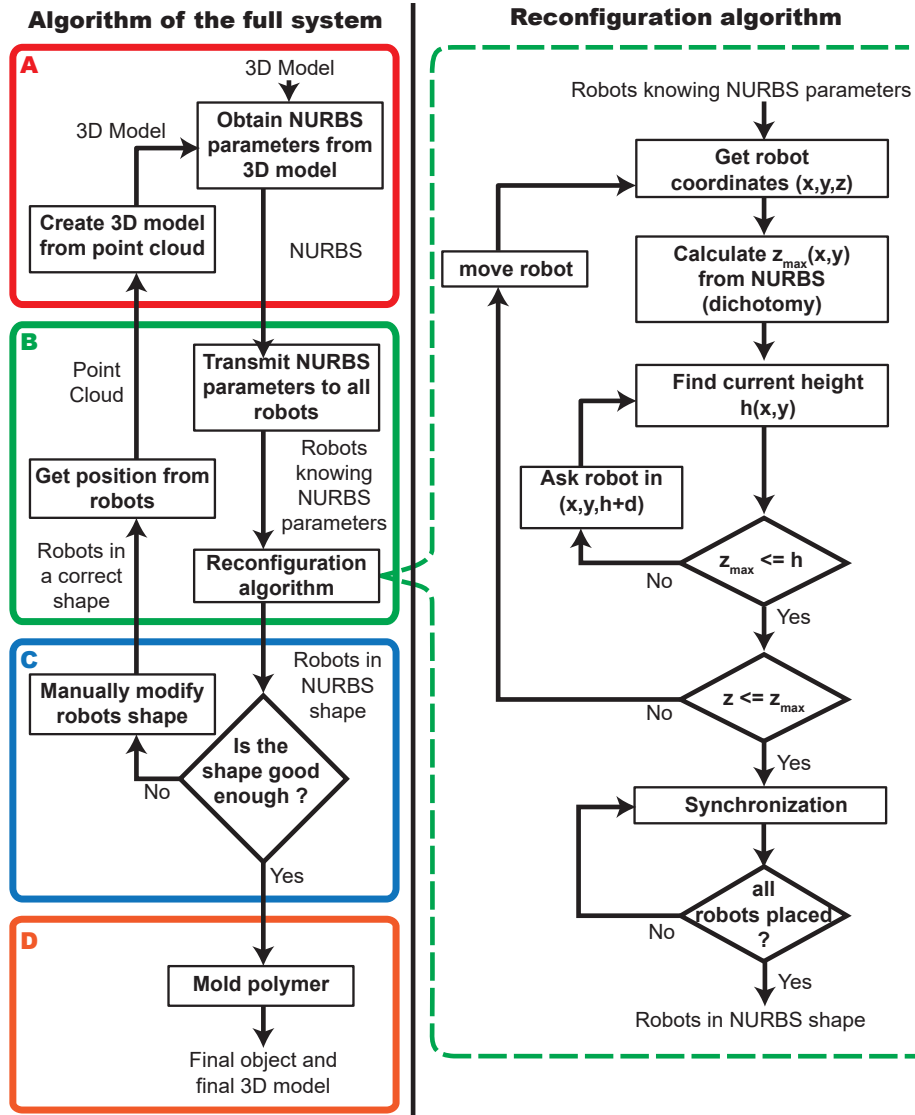 Algorithm of the full system
A
3D Model
Obtain NURBS
parameters from
3D model
3D Model
Create 3D model
from point cloud
NURBS
B
Point
Cloud
Transmit NURBS
parameters to all
robots
Robots
knowing
NURBS
parameters
Get position from
robots
Robots in
a correct
shape
Reconfiguration
algorithm
C
Robots in
NURBS
shape
Manually modify
robots shape
Is the
shape good
enough ?
No
Yes
D
Mold polymer
Final object and
final 3D model
Reconfiguration algorithm
Robots knowing NURBS parameters
Get robot
coordinates (x,y,z)
move robot
Calculate zmax(x,y)
from NURBS
(dichotomy)
Find current height
h(x,y)
Ask robot in
(x,y,h+d)
zmax <= h
No
Yes
z <= zmax
No
Yes
Synchronization
all
robots placed
?
No
Yes
Robots in NURBS shape